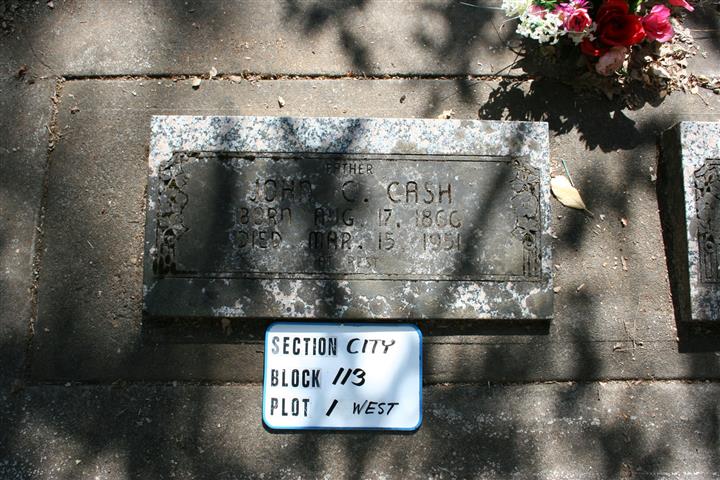 FATHER
JOHN C. CASH
BORN AUG. 17, 1866
DIED MAR. 15, 1951
AT REST
SECTION CITY
BLOCK 113
PLOT 1 WEST